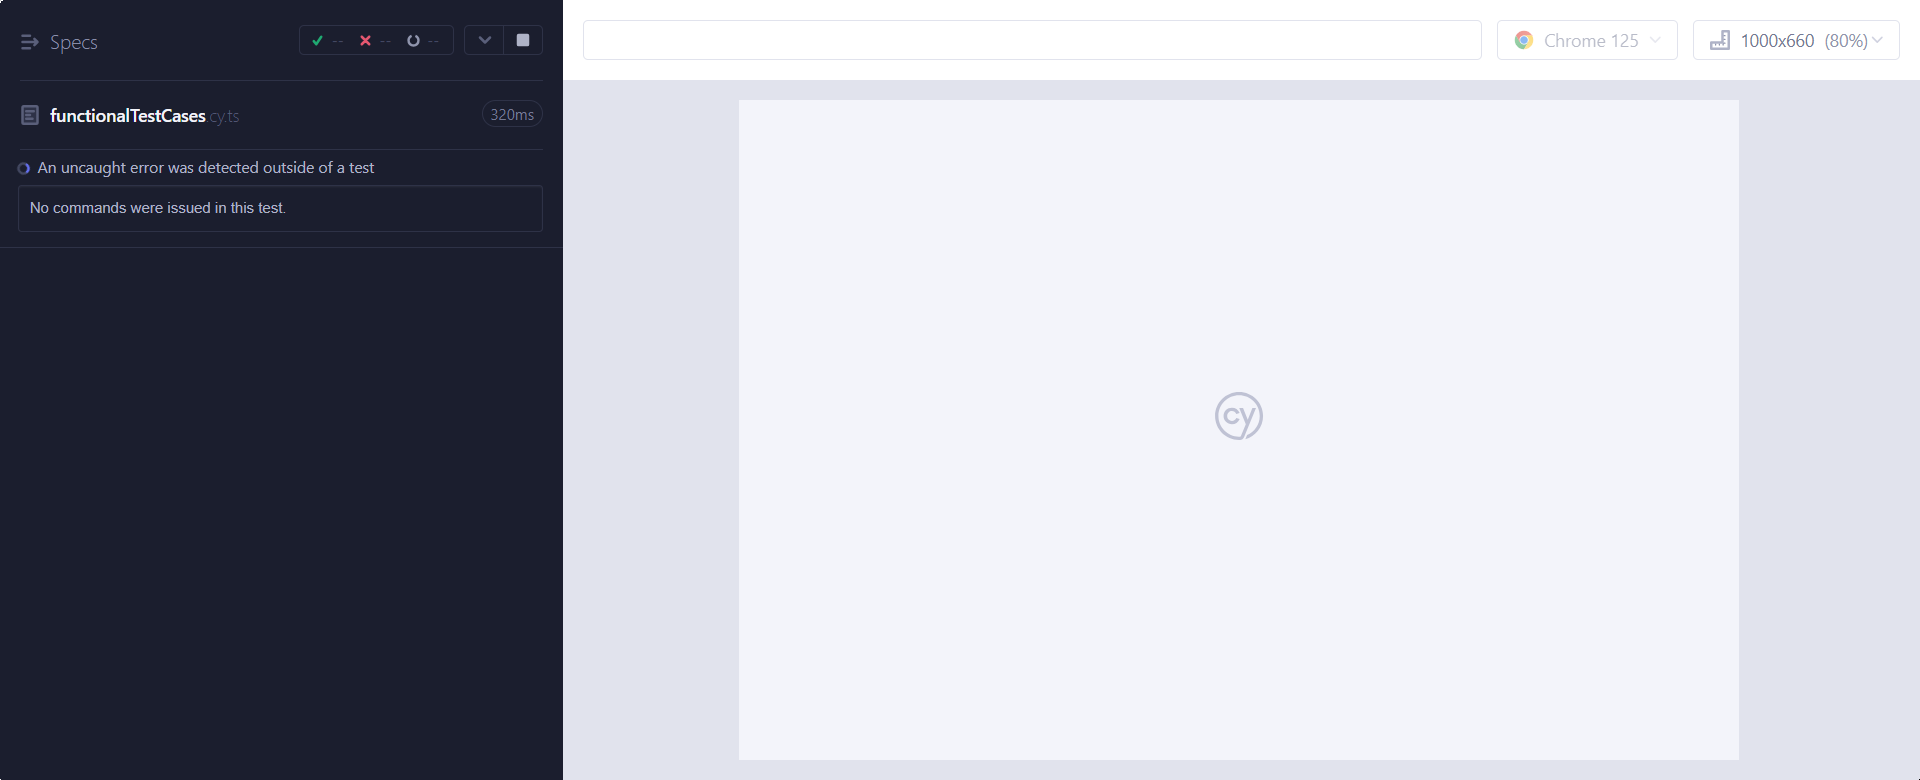 Specs
-- -- --
functionalTestCases.cy.ts
320ms
An uncaught error was detected outside of a test
No commands were issued in this test.
Chrome 125
1000x660 (80%)
cy